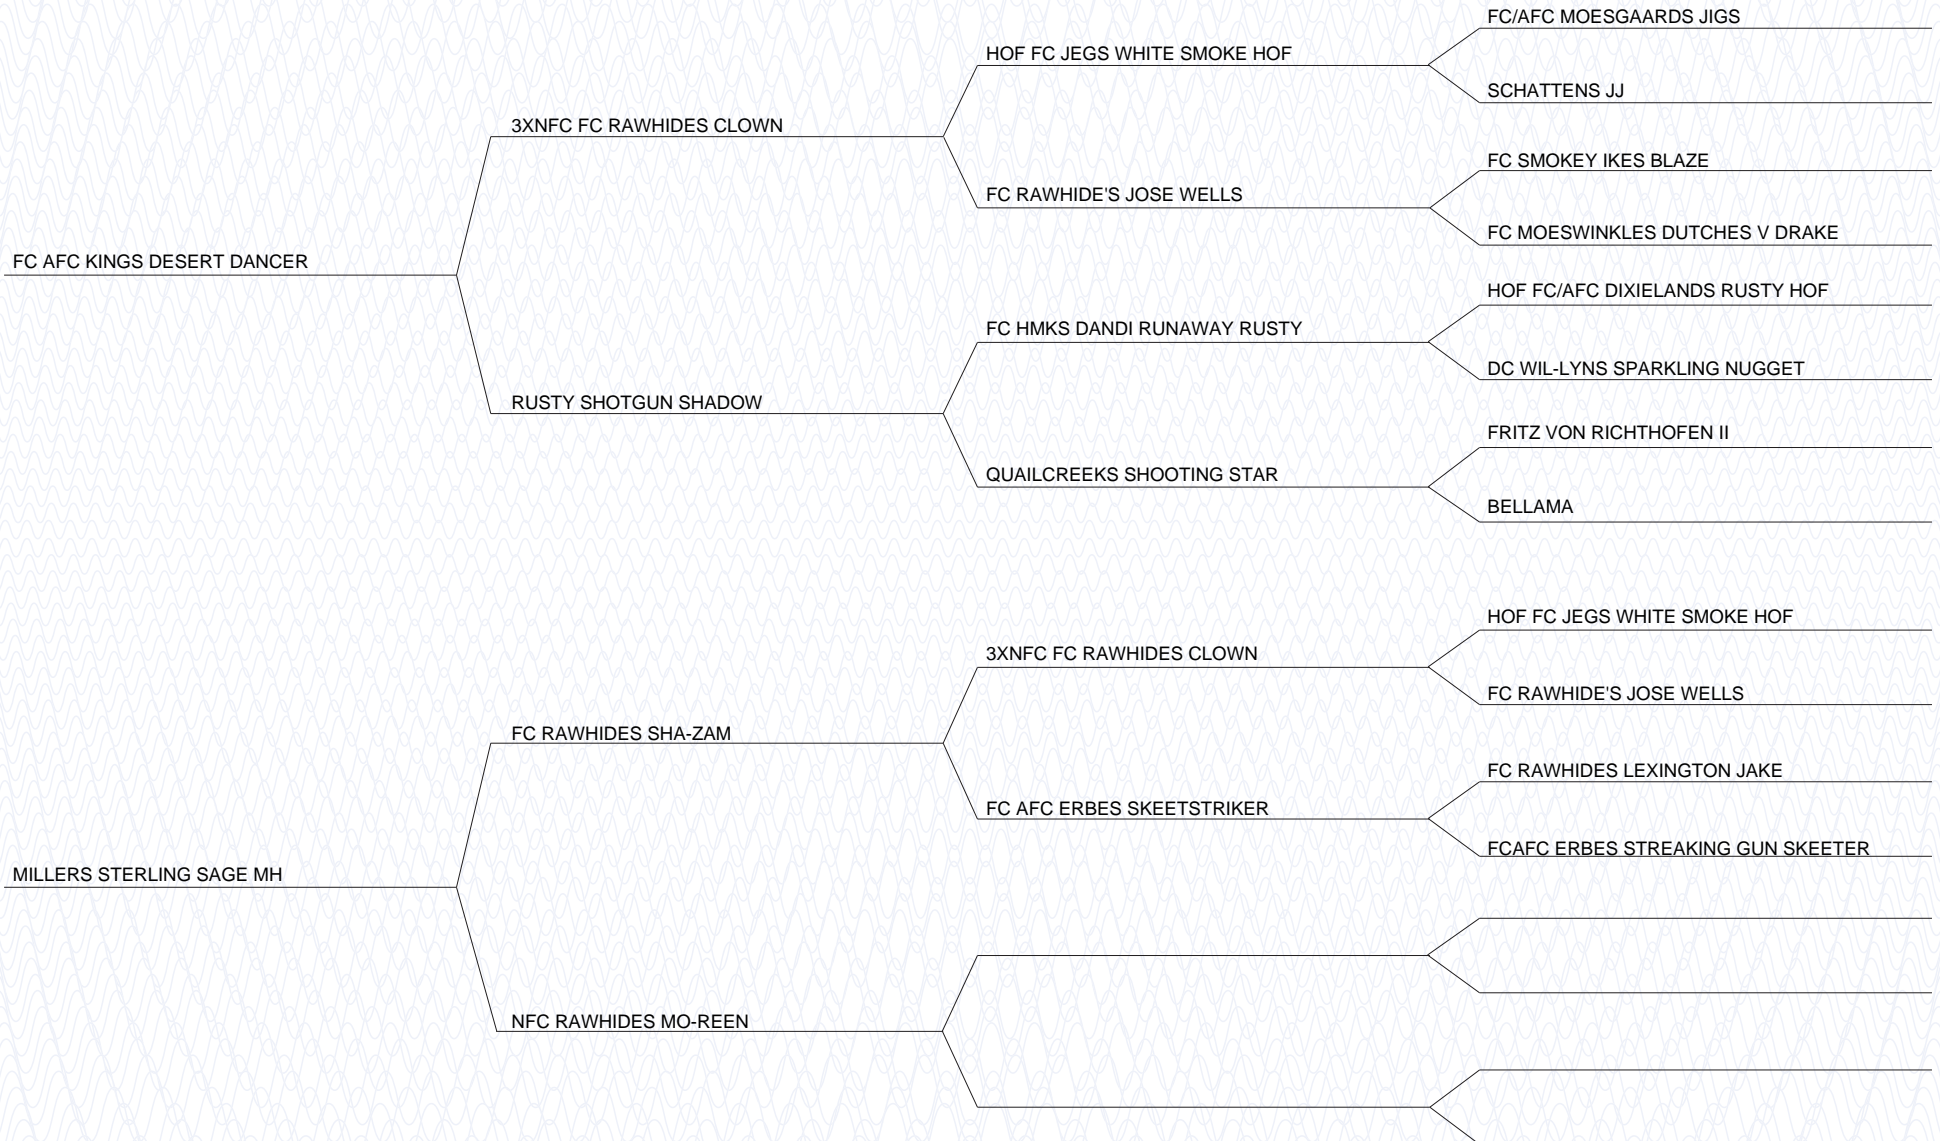 FC/AFC MOESGAARDS JIGS
HOF FC JEGS WHITE SMOKE HOF
SCHATTENS JJ
3XNFC FC RAWHIDES CLOWN
FC SMOKEY IKES BLAZE
FC RAWHIDE'S JOSE WELLS
FC MOESWINKLES DUTCHES V DRAKE
FC AFC KINGS DESERT DANCER
HOF FC/AFC DIXIELANDS RUSTY HOF
FC HMKS DANDI RUNAWAY RUSTY
DC WIL-LYNS SPARKLING NUGGET
RUSTY SHOTGUN SHADOW
FRITZ VON RICHTHOFEN II
QUAILCREEKS SHOOTING STAR
BELLAMA
HOF FC JEGS WHITE SMOKE HOF
3XNFC FC RAWHIDES CLOWN
FC RAWHIDE'S JOSE WELLS
FC RAWHIDES SHA-ZAM
FC RAWHIDES LEXINGTON JAKE
FC AFC ERBES SKEETSTRIKER
FCAFC ERBES STREAKING GUN SKEETER
MILLERS STERLING SAGE MH
NFC RAWHIDES MO-REEN